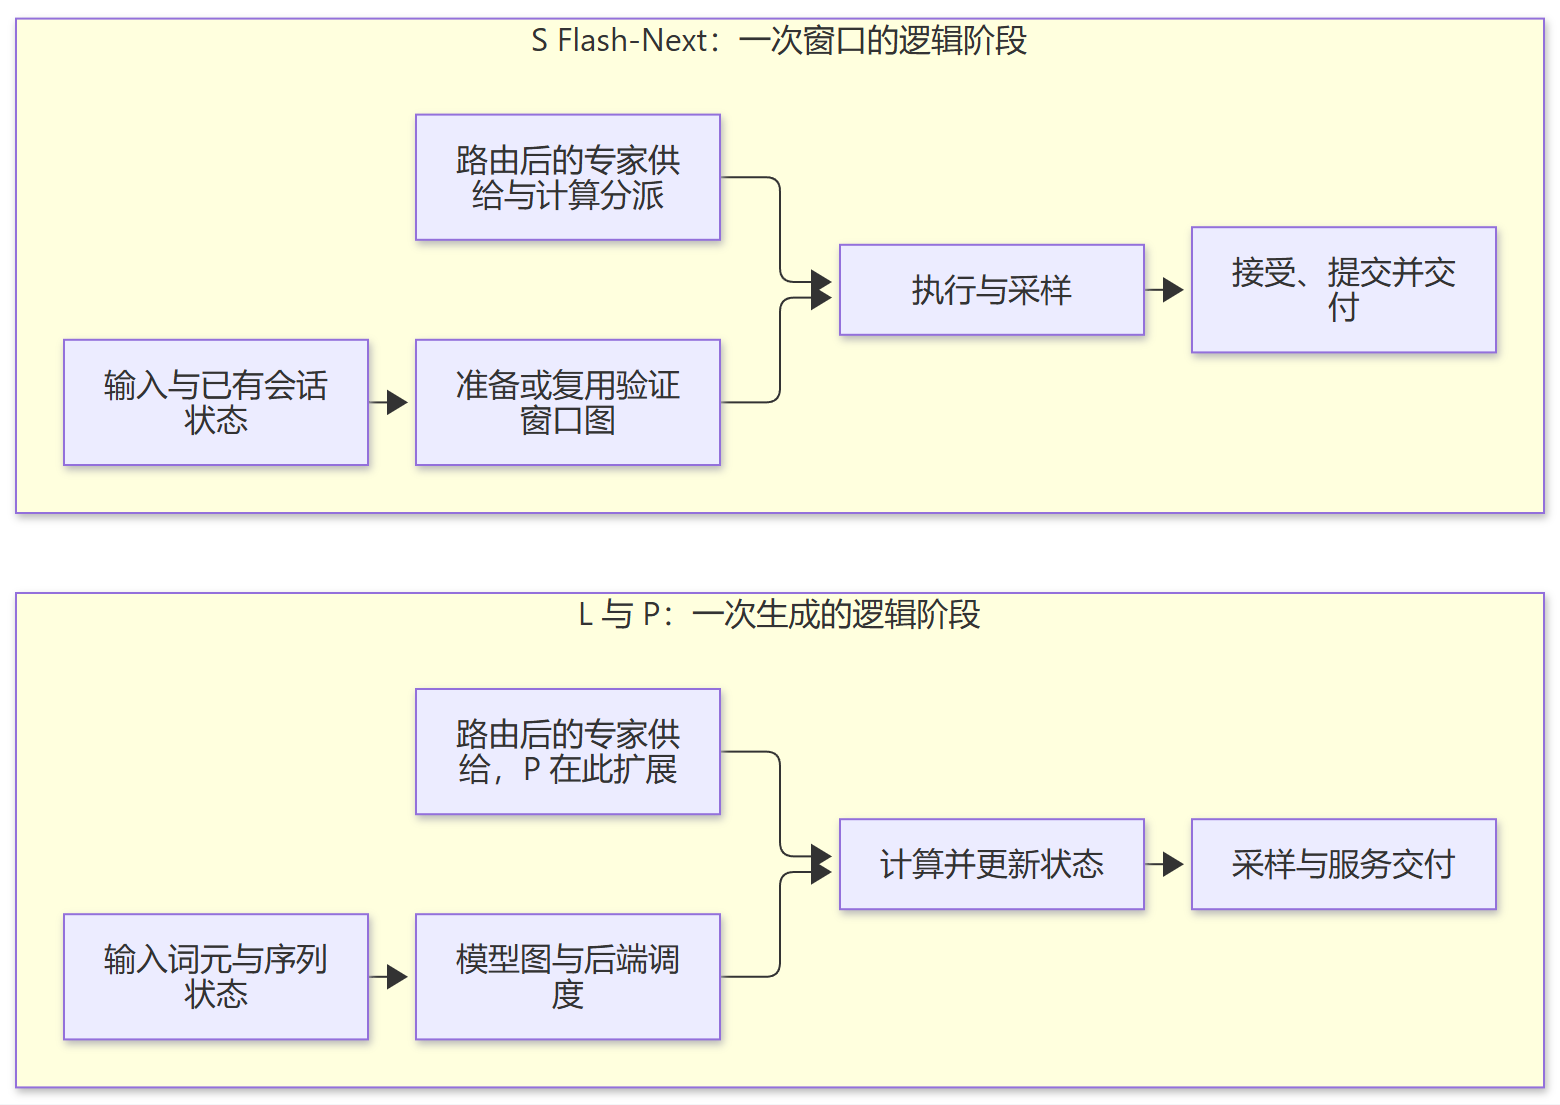 S Flash-Next：一次窗口的逻辑阶段
路由后的专家供
给与计算分派
输入与已有会话
状态
准备或复用验证
窗口图
执行与采样
接受、提交并交
付
L 与 P：一次生成的逻辑阶段
路由后的专家供
给，P 在此扩展
输入词元与序列
状态
模型图与后端调
度
计算并更新状态
采样与服务交付